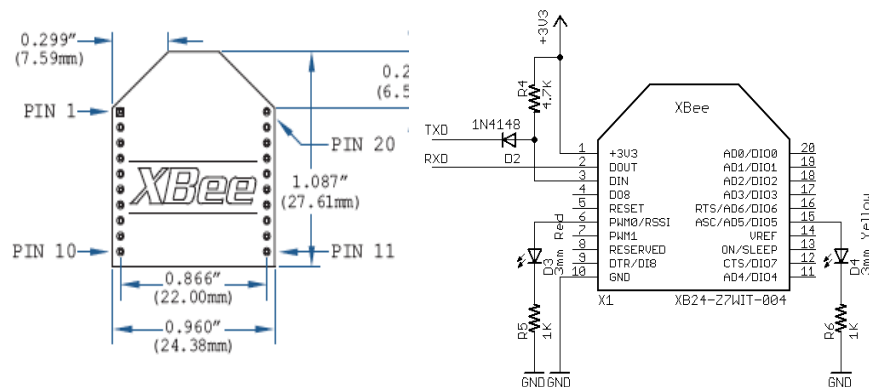 0.299"
(7.59mm)
PIN 1
PIN 20
XBee
1.087"
(27.61mm)
PIN 10
PIN 11
0.866"
(22.00mm)
0.960"
(24.38mm)
+3V3
R4
4.7K
1N4148
D2
TXD
RXD
XBee
1 +3V3 AD0/DIO0 20
2 DOUT AD1/DIO1 19
3 DIN AD2/DIO2 18
4 DO8 AD3/DIO3 17
5 RESET RTS/AD6/DIO6 16
6 PWM0/RSSI ASC/AD5/DIO5 15
7 PWM1 VREF 14
8 RESERVED ON/SLEEP 13
9 DTR/DI8 CTS/DIO7 12
10 GND AD4/DIO4 11
X1 XB24-Z7WIT-004
Red
D3
3mm
R5
1K
GND
GND
Yellow
D4
3mm
R6
1K
GND